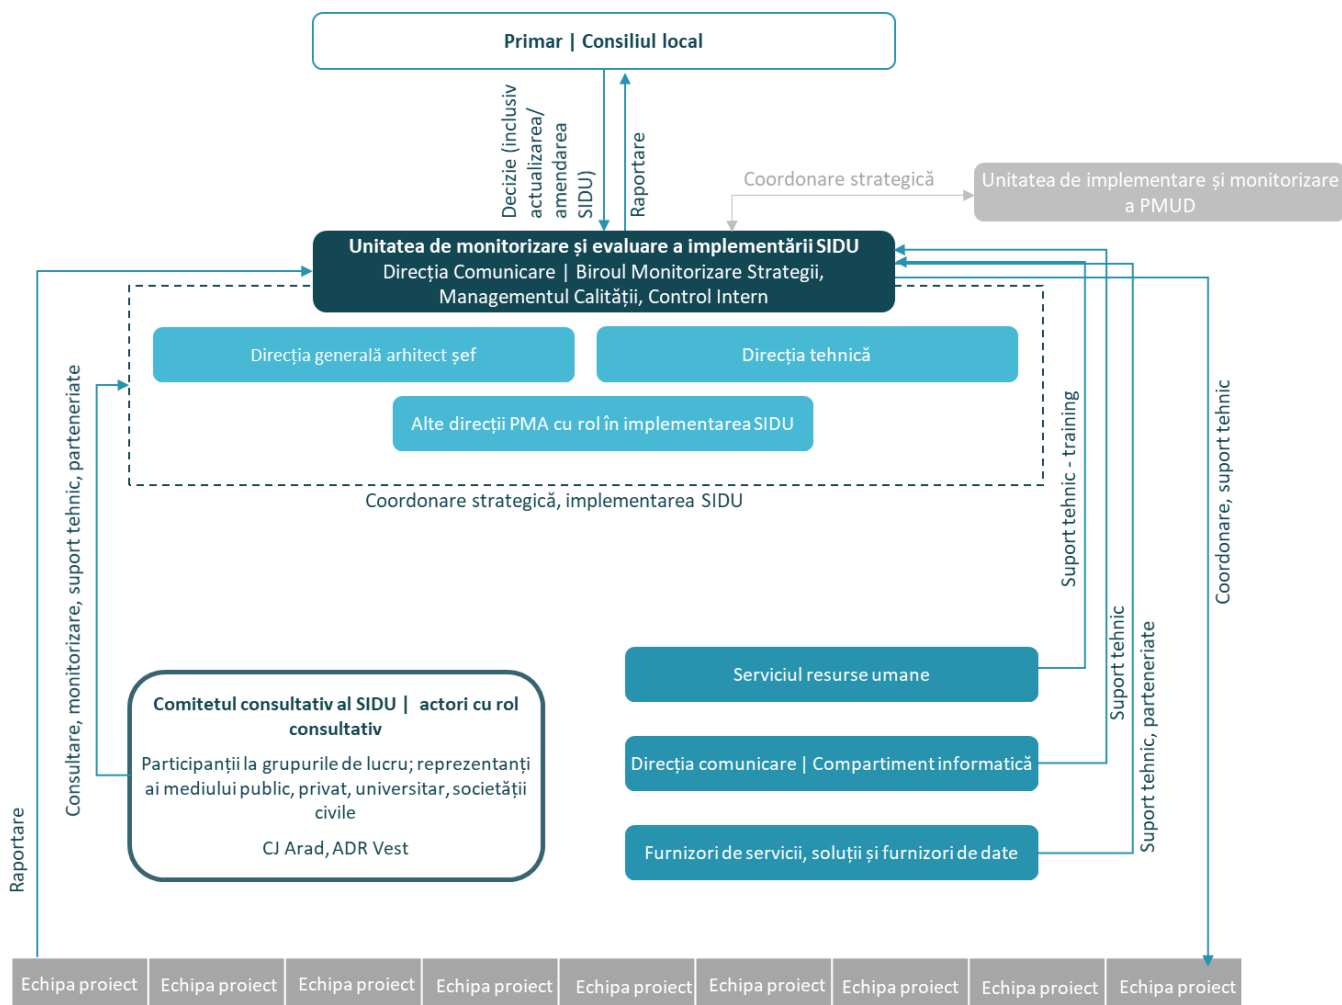 Primar | Consiliul local
Decizie (inclusiv
actualizarea/
amendarea
SIDU)
Raportare
Coordonare strategică
Unitatea de implementare și monitorizare
a PMUD
Unitatea de monitorizare și evaluare a implementării SIDU
Direcția Comunicare | Biroul Monitorizare Strategii,
Managementul Calității, Control Intern
Direcția generală arhitect șef
Direcția tehnică
Alte direcții PMA cu rol în implementarea SIDU
Coordonare strategică, implementarea SIDU
Raportare
Consultare, monitorizare, suport tehnic, parteneriate
Suport tehnic - training
Suport tehnic
Suport tehnic, parteneriate
Coordonare, suport tehnic
Comitetul consultativ al SIDU | actori cu rol
consultativ
Participanții la grupurile de lucru; reprezentanți
ai mediului public, privat, universitar, societății
civile
CJ Arad, ADR Vest
Serviciul resurse umane
Direcția comunicare | Compartiment informatică
Furnizori de servicii, soluții și furnizori de date
Echipa proiect
Echipa proiect
Echipa proiect
Echipa proiect
Echipa proiect
Echipa proiect
Echipa proiect
Echipa proiect
Echipa proiect